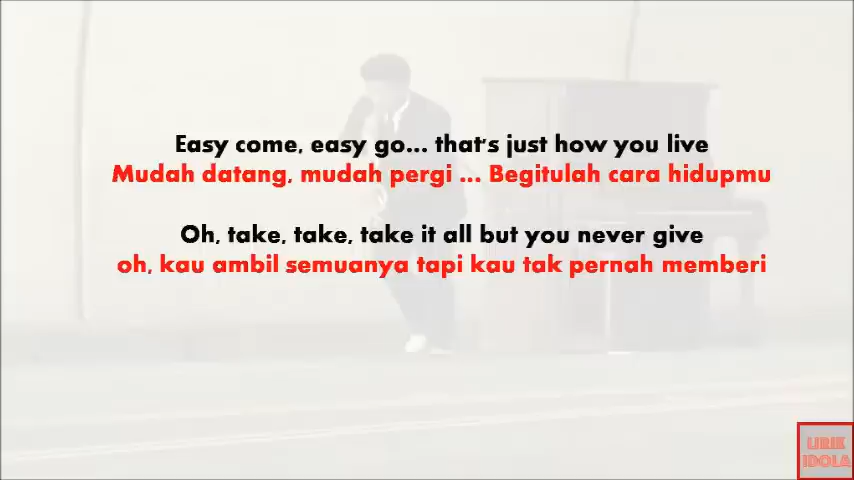 Easy come, easy go... that's just how you live
Mudah datang, mudah pergi ... Begitulah cara hidupmu
Oh, take, take, take it all but you never give
oh, kau ambil semuanya tapi kau tak pernah memberi
LIRIK
IDOLA